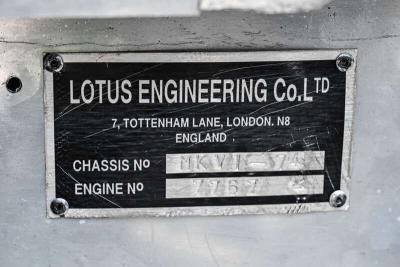 LOTUS ENGINEERING Co. LTD
7, TOTTENHAM LANE, LONDON. N8
ENGLAND
CHASSIS No
ENGINE No